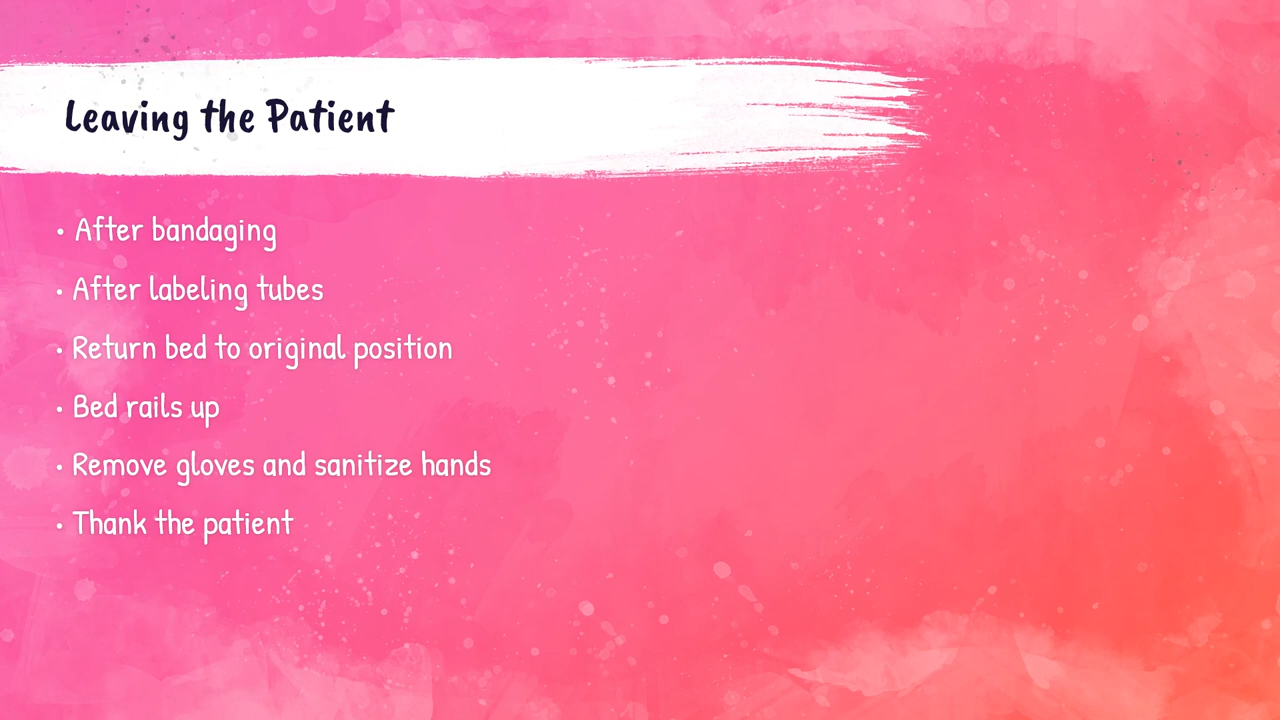 Leaving the Patient
• After bandaging
• After labeling tubes
• Return bed to original position
• Bed rails up
• Remove gloves and sanitize hands
• Thank the patient